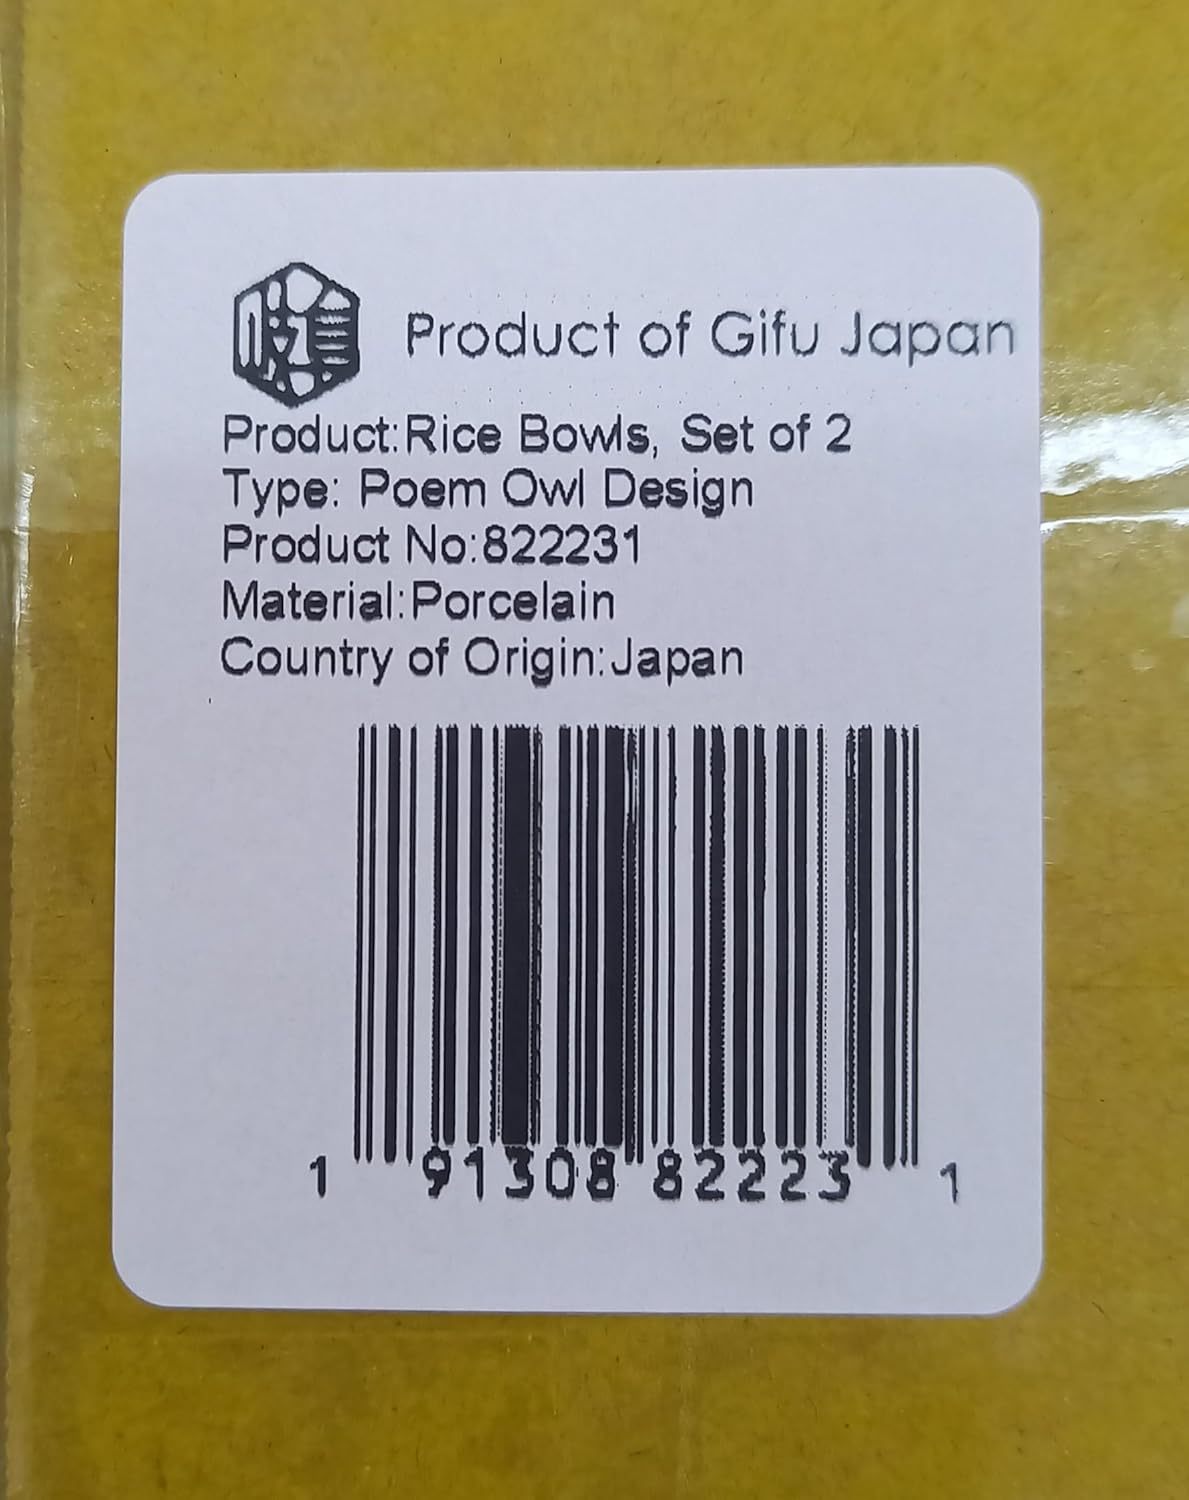 Product of Gifu Japan
Product:Rice Bowls, Set of 2
Type: Poem Owl Design
Product No:822231
Material:Porcelain
Country of Origin:Japan
1 91308 82223 1